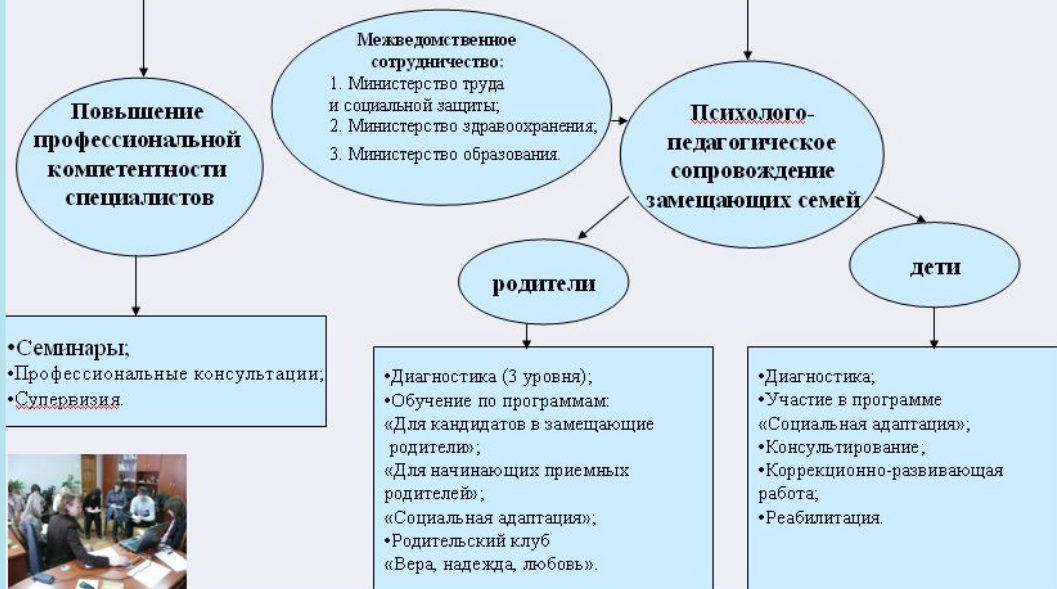 Повышение
профессиональной
компетентности
специалистов
Межведомственное
сотрудничество:
1. Министерство труда
и социальной защиты;
2. Министерство здравоохранения;
3. Министерство образования.
Психолого-
педагогическое
сопровождение
замещающих семей
родители
дети
•Семинары;
•Профессиональные консультации;
•Супервизия.
•Диагностика (3 уровня);
•Обучение по программам:
«Для кандидатов в замещающие
родители»;
«Для начинающих приемных
родителей»;
«Социальная адаптация»;
•Родительский клуб
«Вера, надежда, любовь».
•Диагностика;
•Участие в программе
«Социальная адаптация»;
•Консультирование;
•Коррекционно-развивающая
работа;
•Реабилитация.